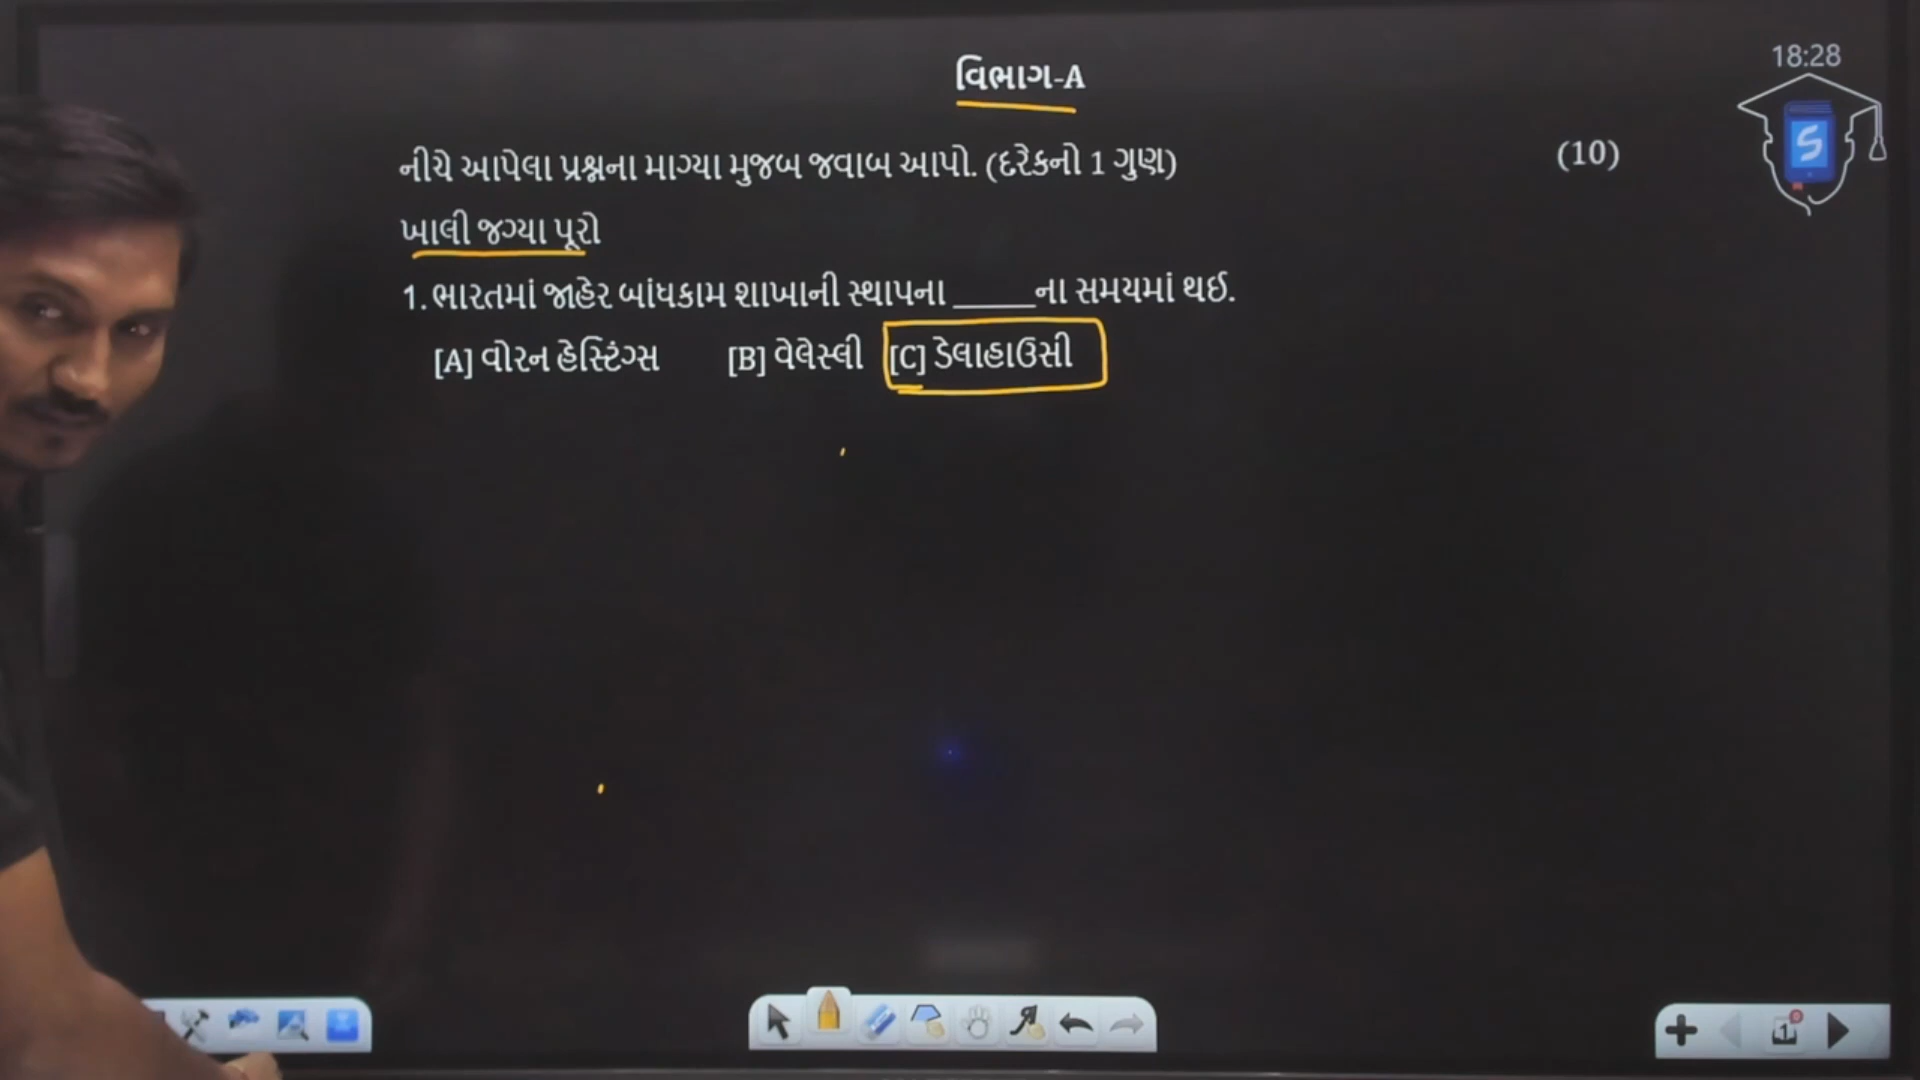 18:28
વિભાગ-A
નીચે આપેલા પ્રશ્નના માગ્યા મુજબ જવાબ આપો. (દરેકનો 1 ગુણ) (10)
ખાલી જગ્યા પૂરો
1. ભારતમાં જાહેર બાંધકામ શાખાની સ્થાપના _____ના સમયમાં થઈ.
[A] વોરન હેસ્ટિંગ્સ [B] વેલેસ્લી [C] ડેલાહાઉસી